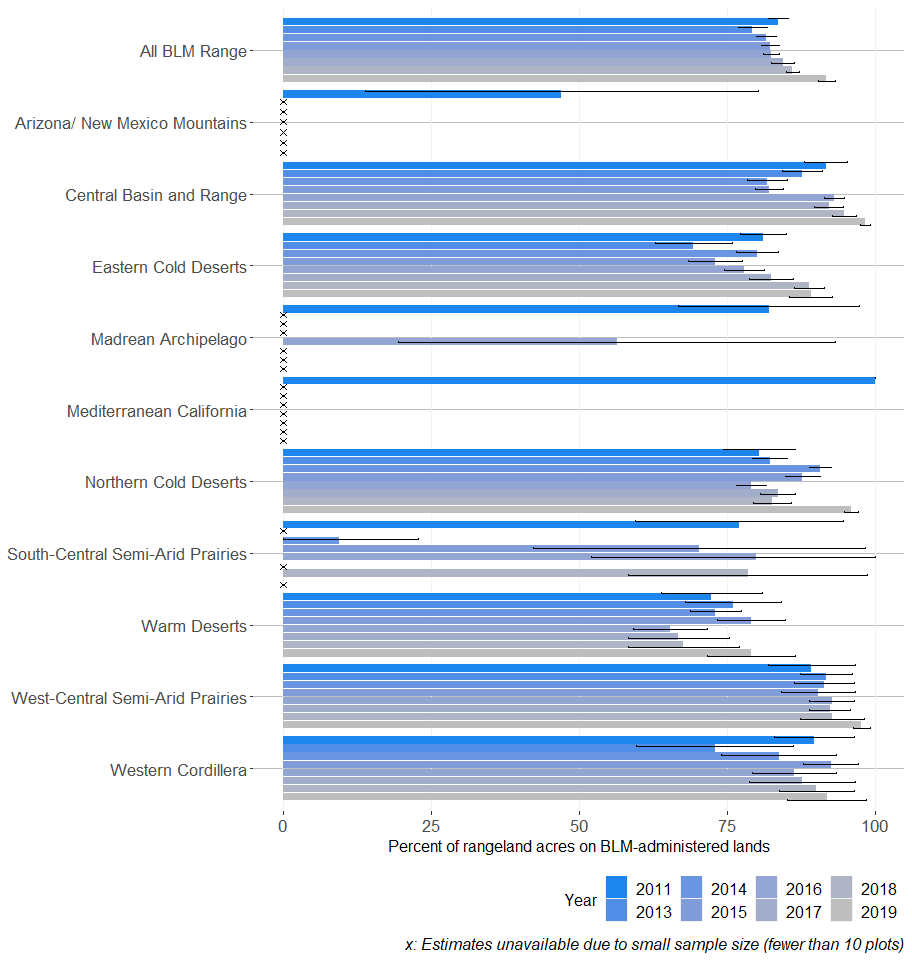 All BLM Range
Arizona/ New Mexico Mountains
Central Basin and Range
Eastern Cold Deserts
Madrean Archipelago
Mediterranean California
Northern Cold Deserts
South-Central Semi-Arid Prairies
Warm Deserts
West-Central Semi-Arid Prairies
Western Cordillera
0 25 50 75 100
Percent of rangeland acres on BLM-administered lands
Year
2011 2014 2016 2018
2013 2015 2017 2019
x: Estimates unavailable due to small sample size (fewer than 10 plots)